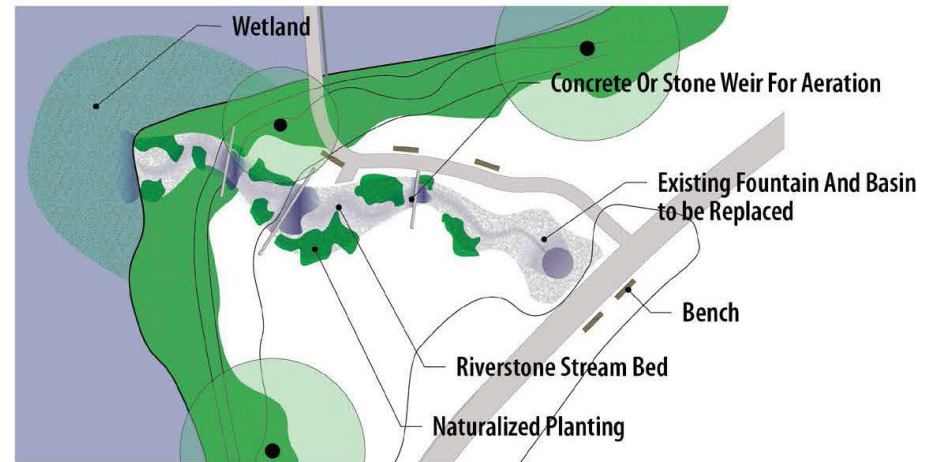 Wetland
Concrete Or Stone Weir For Aeration
Existing Fountain And Basin
to be Replaced
Bench
Riverstone Stream Bed
Naturalized Planting